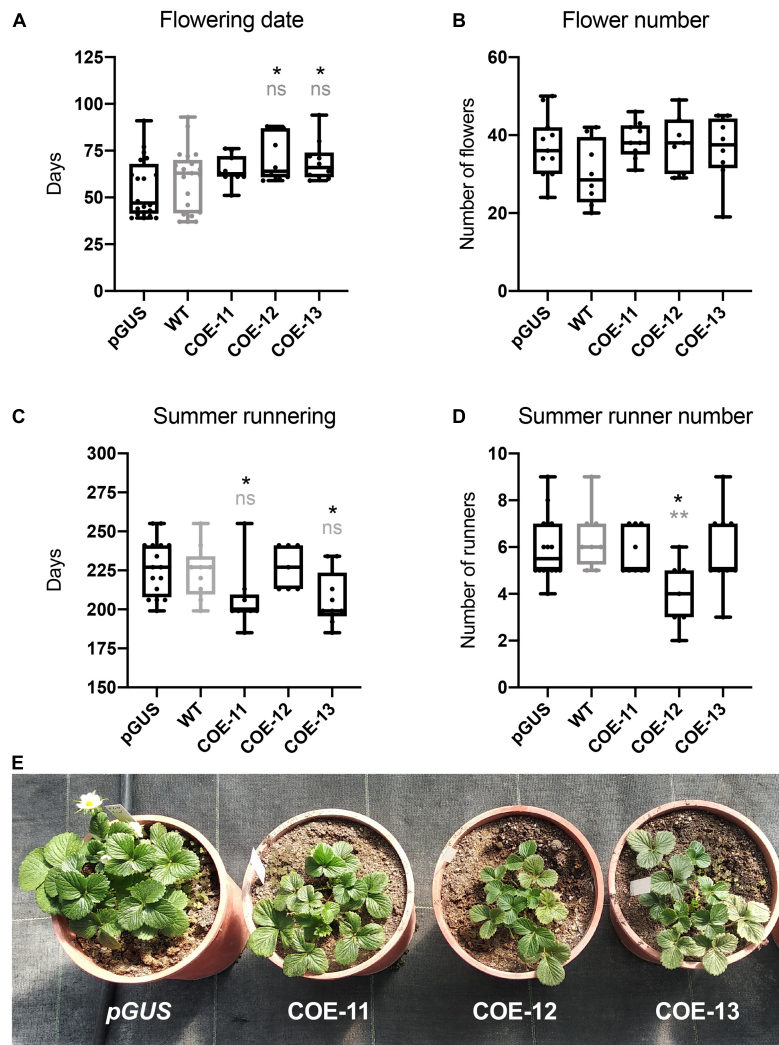 A
Flowering date
125
100
75
50
25
0
Days
*
ns
*
ns
pGUS
WT
COE-11
COE-12
COE-13
B
Flower number
60
40
20
0
Number of flowers
pGUS
WT
COE-11
COE-12
COE-13
C
Summer runnering
300
275
250
225
200
175
150
Days
*
ns
*
ns
pGUS
WT
COE-11
COE-12
COE-13
D
Summer runner number
10
8
6
4
2
0
Number of runners
*
**
pGUS
WT
COE-11
COE-12
COE-13
E
pGUS
COE-11
COE-12
COE-13